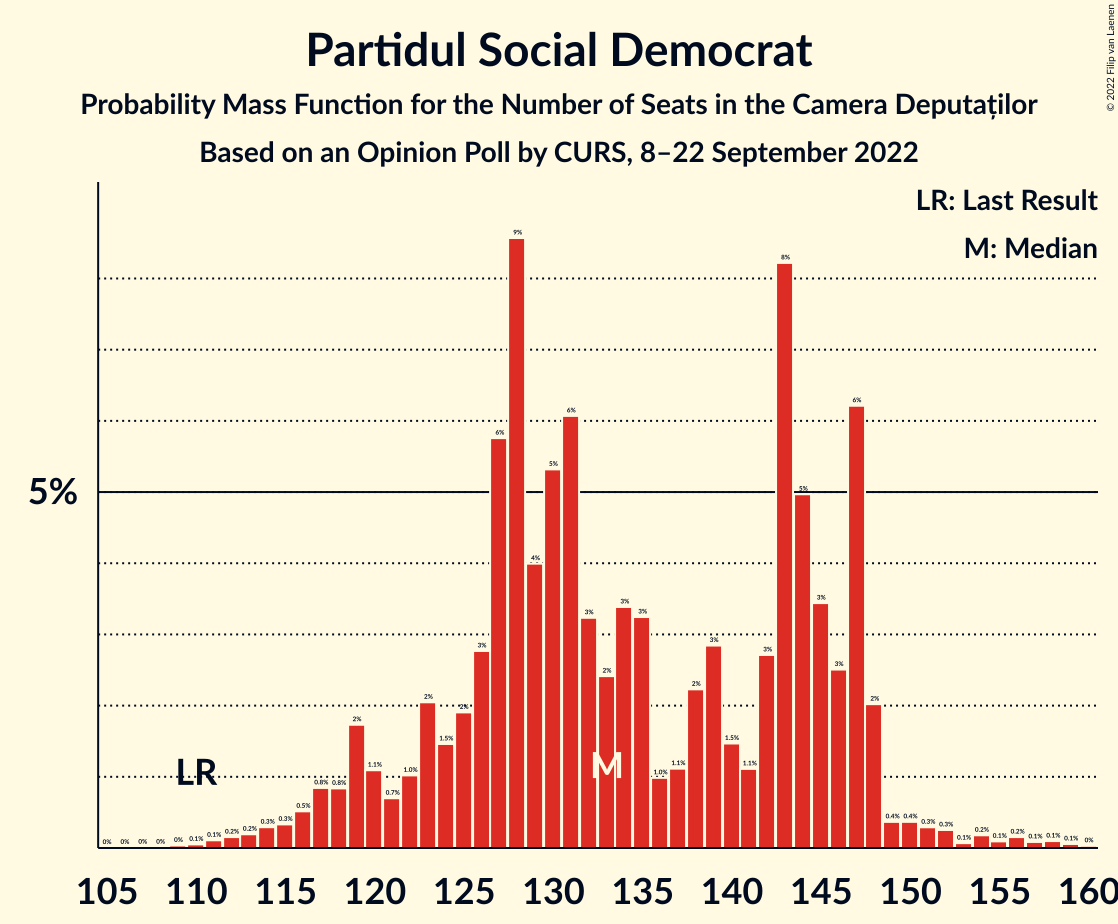 Partidul Social Democrat
Probability Mass Function for the Number of Seats in the Camera Deputaților
Based on an Opinion Poll by CURS, 8–22 September 2022
© 2022 Filip van Laenen
LR: Last Result
M: Median
5%
0% 0% 0% 0% 0% 0.1% 0.1% 0.2% 0.2% 0.3% 0.3% 0.5% 0.8% 0.8% 2% 1.1% 0.7% 1.0% 2% 1.5% 2% 3% 6% 9% 4% 5% 6% 3% 2% 3% 3% 1.0% 1.1% 2% 3% 1.5% 1.1% 3% 8% 5% 3% 3% 6% 2% 0.4% 0.4% 0.3% 0.3% 0.1% 0.2% 0.1% 0.2% 0.1% 0.1% 0.1% 0%
LR
M
105 110 115 120 125 130 135 140 145 150 155 160